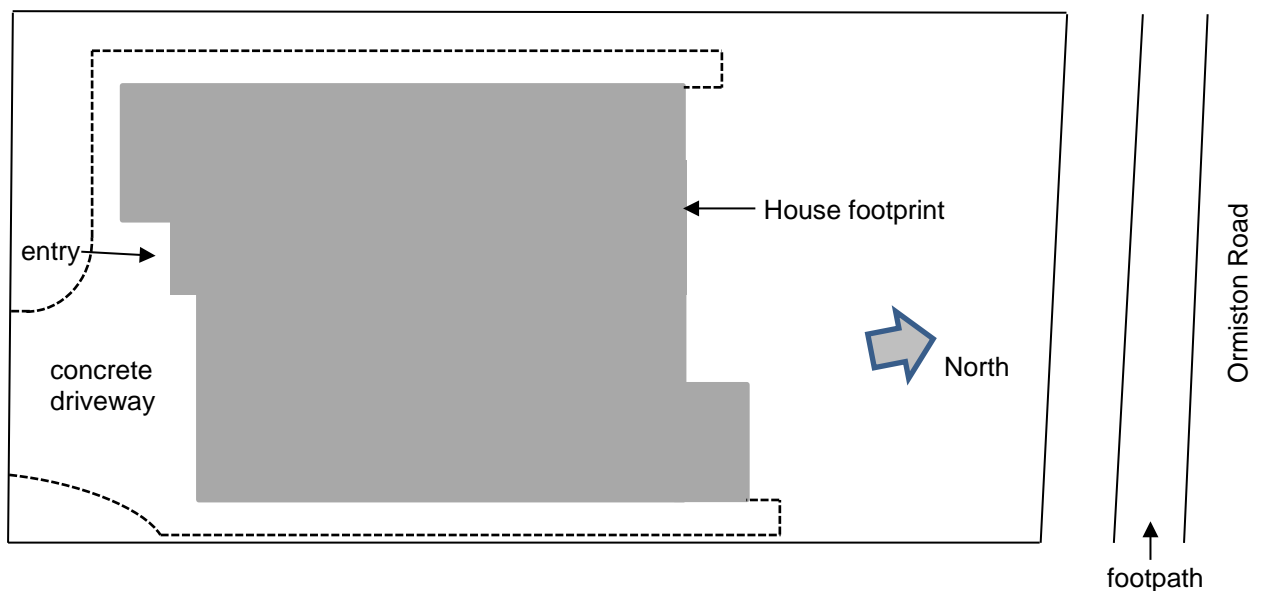 House footprint
entry
concrete
driveway
North
Ormiston Road
footpath